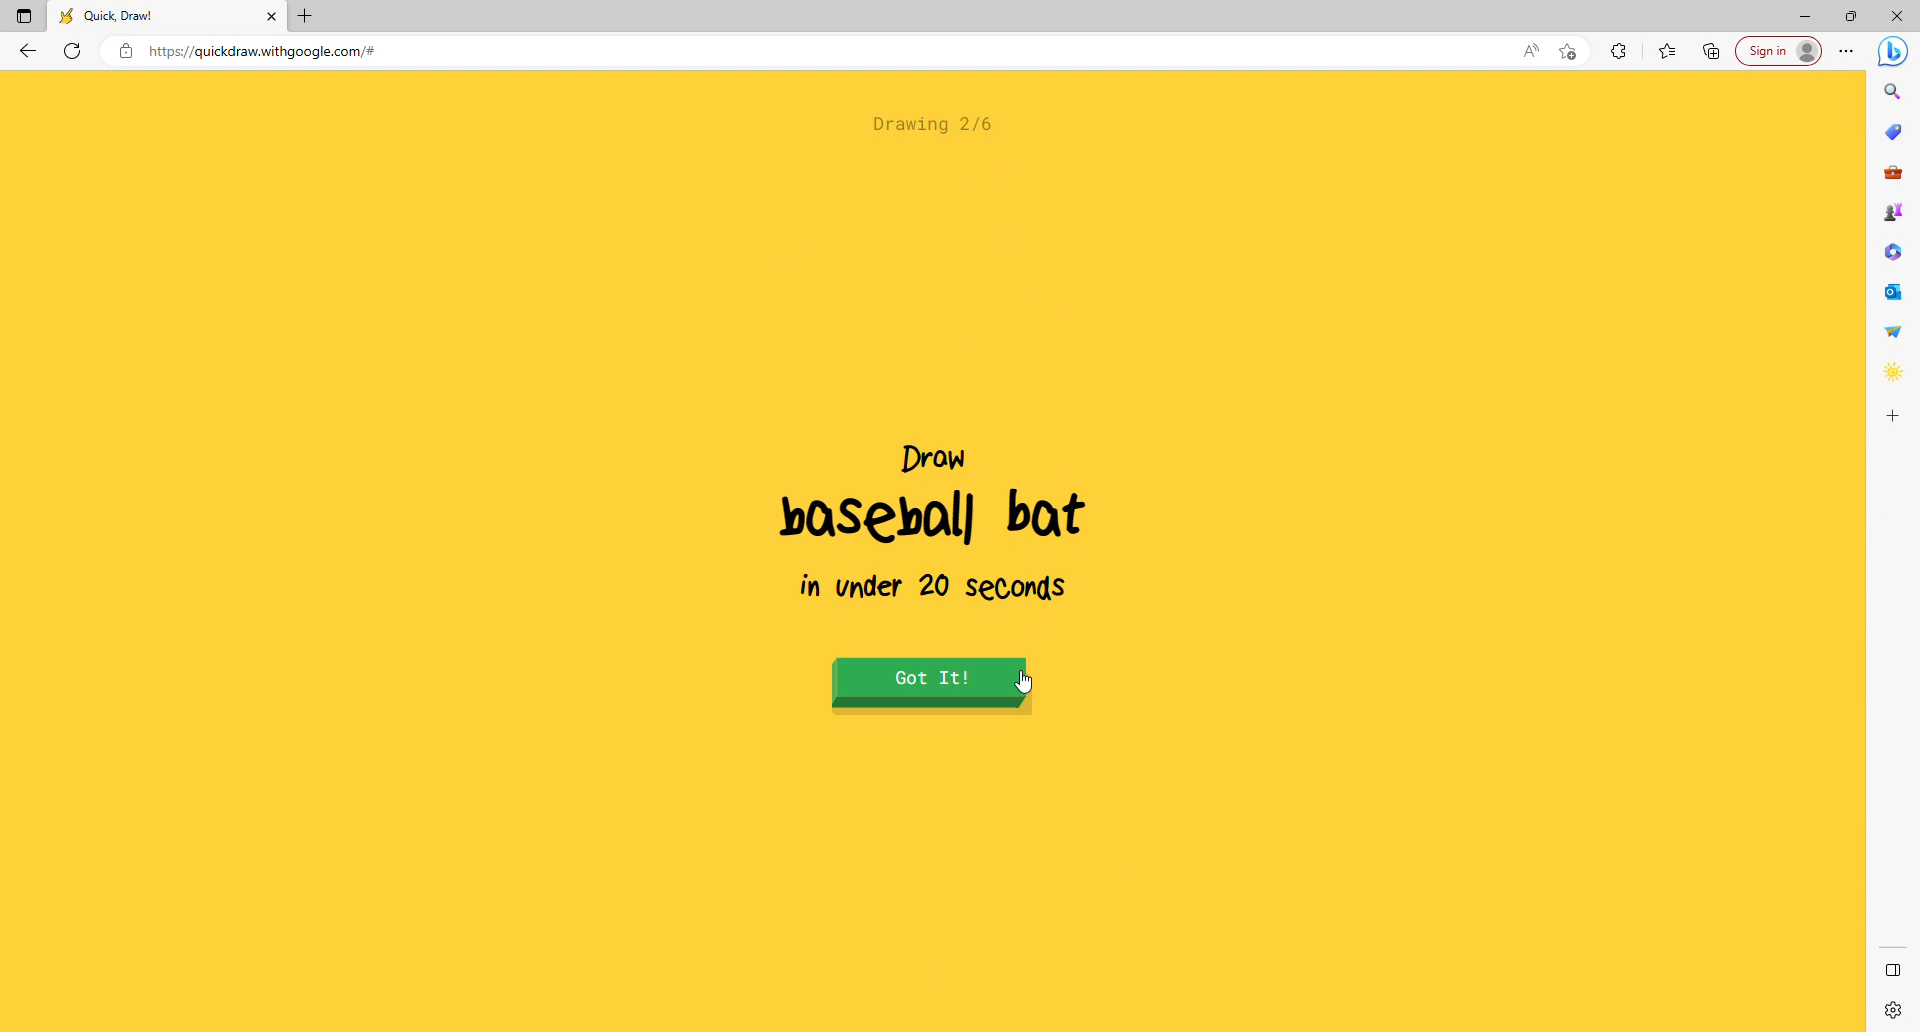 Quick, Draw!
https://quickdraw.withgoogle.com/#
Sign in
Drawing 2/6
Draw
baseball bat
in under 20 seconds
Got It!